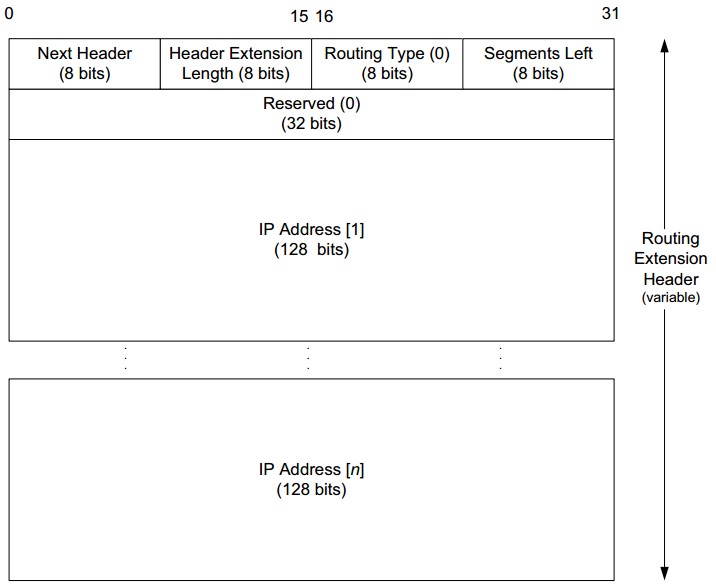 0 15 16 31
Next Header Header Extension Routing Type (0) Segments Left
(8 bits) Length (8 bits) (8 bits) (8 bits)
Reserved (0)
(32 bits)
IP Address [1]
(128 bits)
Routing
Extension
Header
(variable)
IP Address [n]
(128 bits)